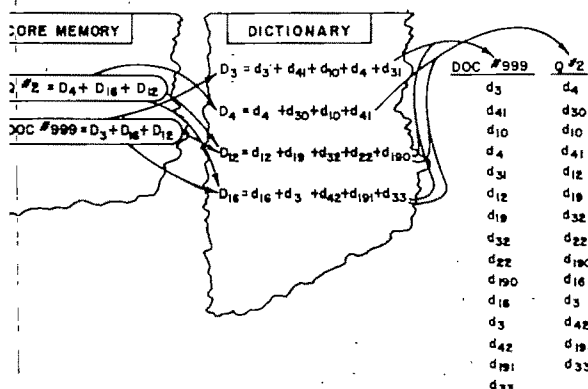 CORE MEMORY
Q #2 = D4 + D16 + D12
DOC #999 = D3 + D16 + D12
DICTIONARY
D3 = d3 + d41 + d10 + d4 + d31
D4 = d4 + d30 + d10 + d41
D12 = d12 + d19 + d32 + d22 + d190
D16 = d16 + d3 + d42 + d191 + d33
DOC #999 Q #2
d3 d4
d41 d30
d10 d10
d4 d41
d31 d12
d12 d19
d19 d32
d32 d22
d22 d190
d190 d16
d16 d3
d3 d42
d42 d19
d191 d33
d33